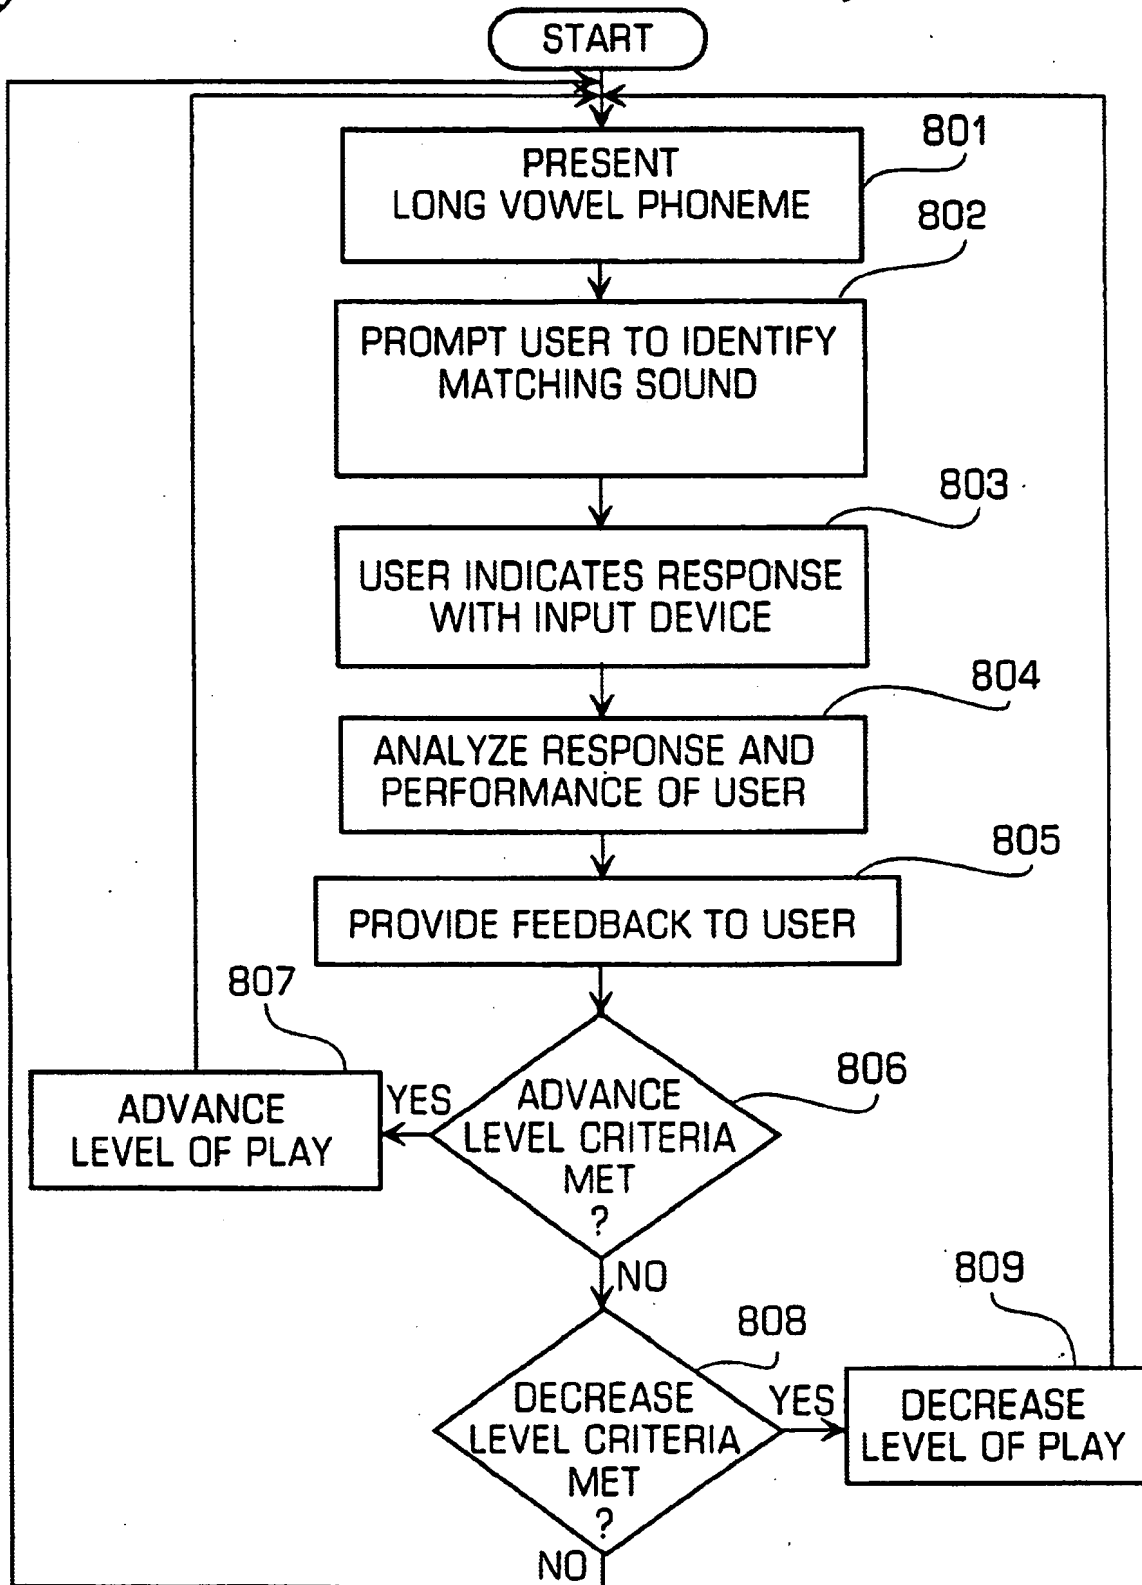 START
801
PRESENT
LONG VOWEL PHONEME
802
PROMPT USER TO IDENTIFY
MATCHING SOUND
803
USER INDICATES RESPONSE
WITH INPUT DEVICE
804
ANALYZE RESPONSE AND
PERFORMANCE OF USER
805
PROVIDE FEEDBACK TO USER
807
806
ADVANCE
LEVEL OF PLAY
YES
ADVANCE
LEVEL CRITERIA
MET
?
NO
809
808
DECREASE
LEVEL CRITERIA
MET
?
YES
DECREASE
LEVEL OF PLAY
NO